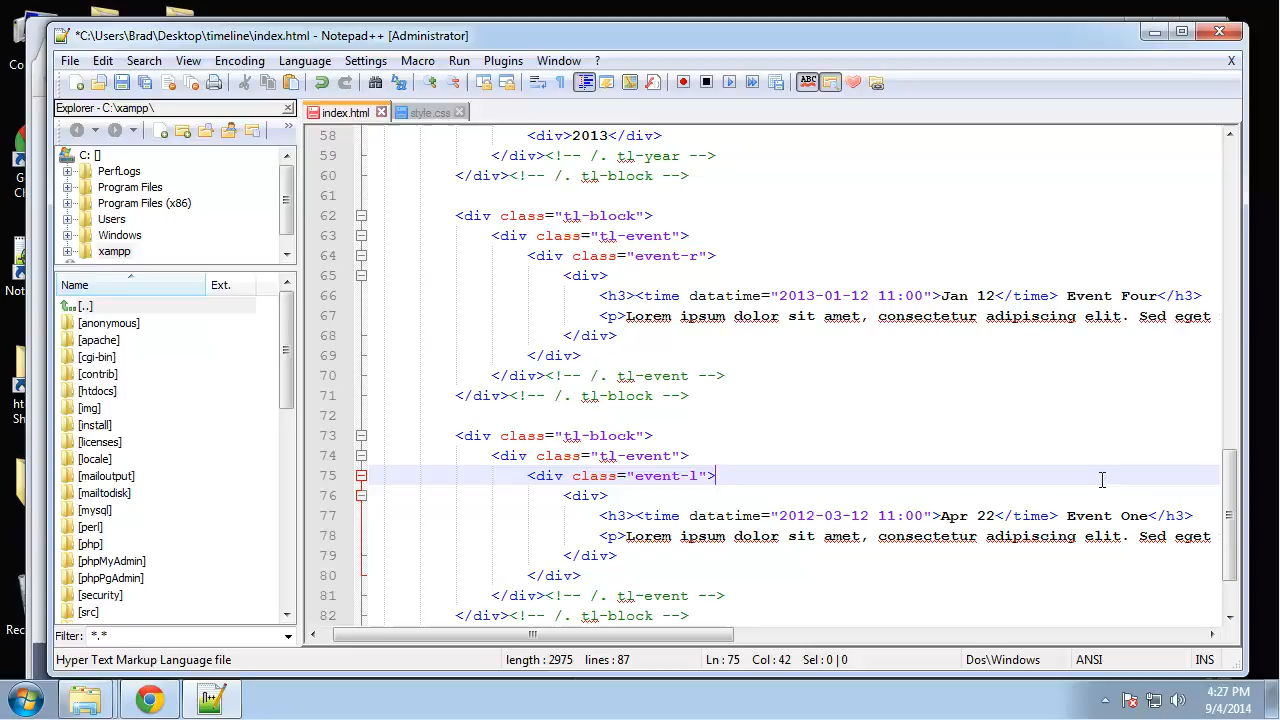 *C:\Users\Brad\Desktop\timeline\index.html - Notepad++ [Administrator]
File Edit Search View Encoding Language Settings Macro Run Plugins Window ? X
ABC
Explorer - C:\xampp\
index.html style.css
C: []
PerfLogs
Program Files
Program Files (x86)
Users
Windows
xampp
Name Ext.
[..]
[anonymous]
[apache]
[cgi-bin]
[contrib]
[htdocs]
[img]
[install]
[licenses]
[locale]
[mailoutput]
[mailtodisk]
[mysql]
[perl]
[php]
[phpMyAdmin]
[phpPgAdmin]
[security]
[src]
Filter: *.*
58 <div>2013</div>
59 </div><!-- /. tl-year -->
60 </div><!-- /. tl-block -->
61
62 <div class="tl-block">
63 <div class="tl-event">
64 <div class="event-r">
65 <div>
66 <h3><time datatime="2013-01-12 11:00">Jan 12</time> Event Four</h3>
67 <p>Lorem ipsum dolor sit amet, consectetur adipiscing elit. Sed eget
68 </div>
69 </div>
70 </div><!-- /. tl-event -->
71 </div><!-- /. tl-block -->
72
73 <div class="tl-block">
74 <div class="tl-event">
75 <div class="event-l">
76 <div>
77 <h3><time datatime="2012-03-12 11:00">Apr 22</time> Event One</h3>
78 <p>Lorem ipsum dolor sit amet, consectetur adipiscing elit. Sed eget
79 </div>
80 </div>
81 </div><!-- /. tl-event -->
82 </div><!-- /. tl-block -->
Hyper Text Markup Language file length : 2975 lines : 87 Ln : 75 Col : 42 Sel : 0 | 0 Dos\Windows ANSI INS
4:27 PM
9/4/2014